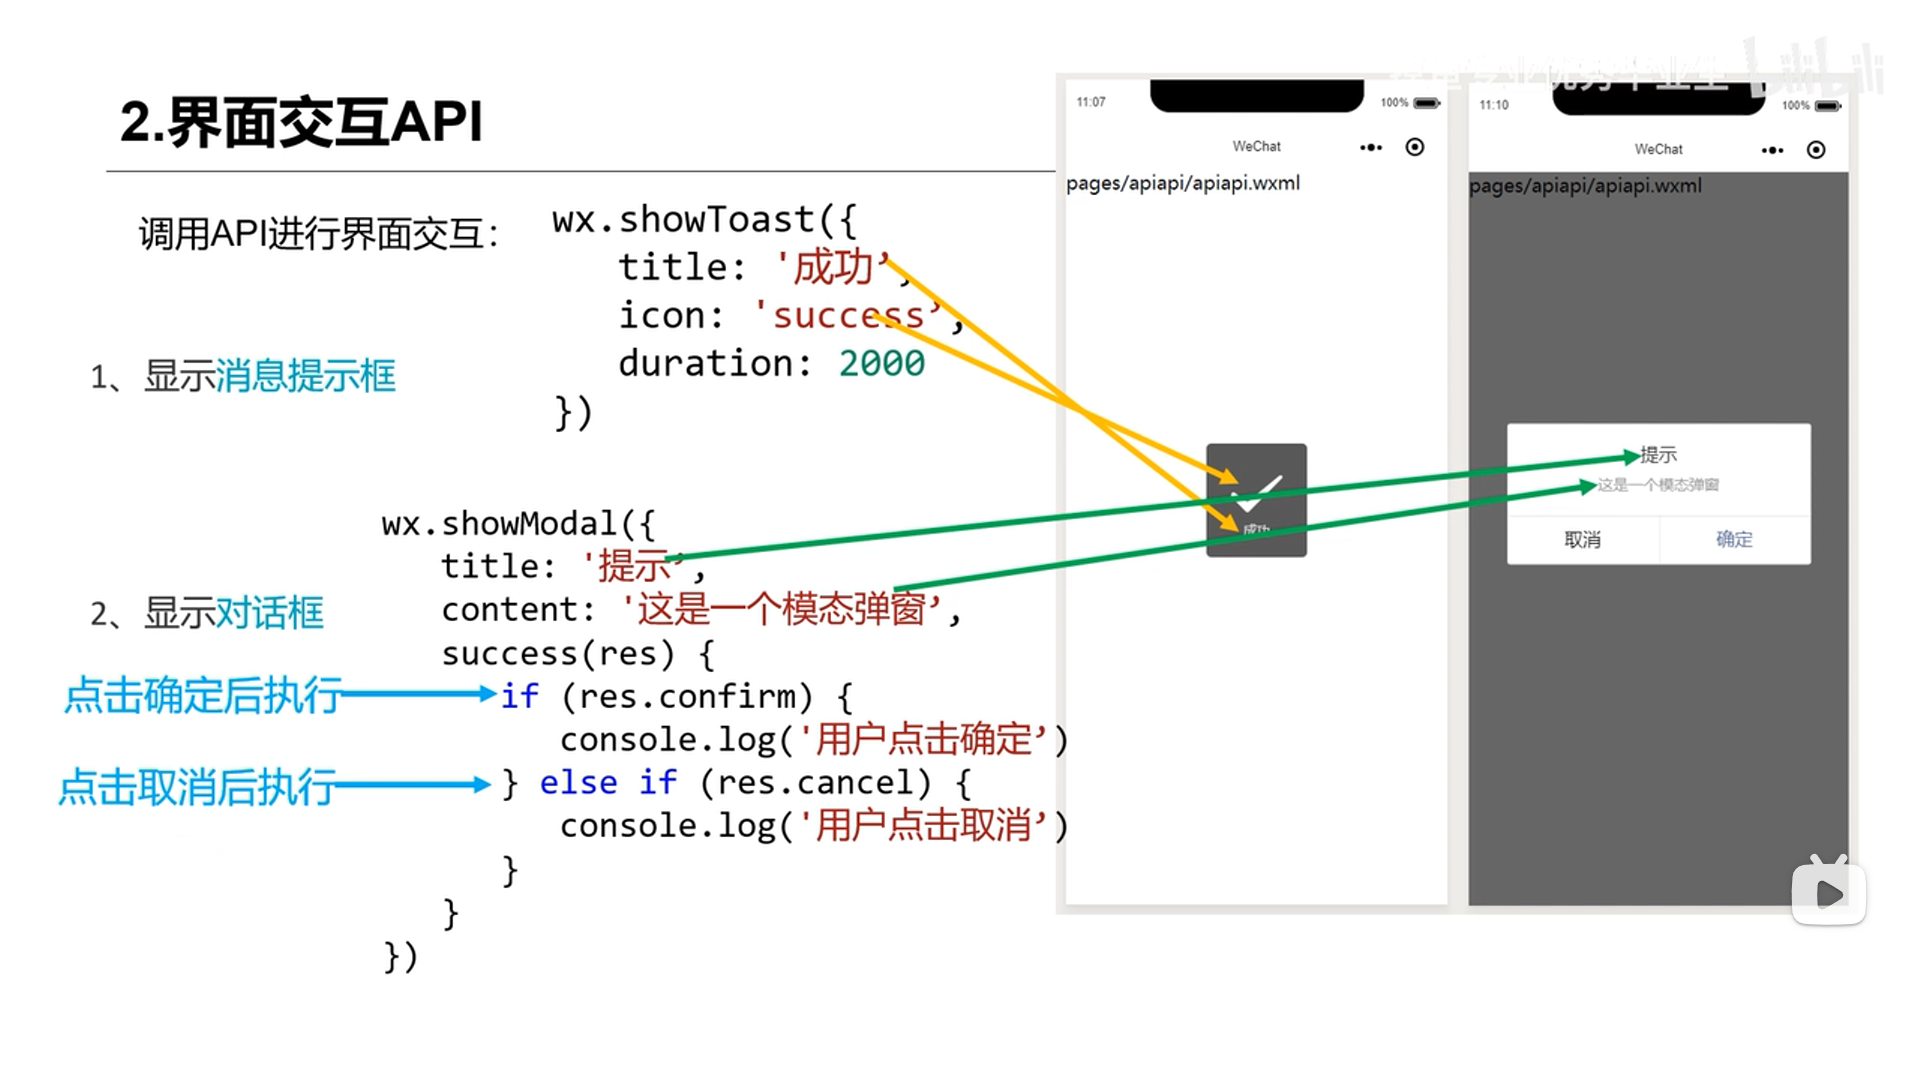 2.界面交互API
调用API进行界面交互：
1、显示消息提示框
wx.showToast({
title: '成功’,
icon: 'success’,
duration: 2000
})
2、显示对话框
点击确定后执行
点击取消后执行
wx.showModal({
title: '提示’,
content: '这是一个模态弹窗’,
success(res) {
if (res.confirm) {
console.log('用户点击确定’)
} else if (res.cancel) {
console.log('用户点击取消’)
}
}
})
11:07
100%
WeChat
pages/apiapi/apiapi.wxml
成功
11:10
100%
WeChat
pages/apiapi/apiapi.wxml
提示
这是一个模态弹窗
取消
确定
bilibili